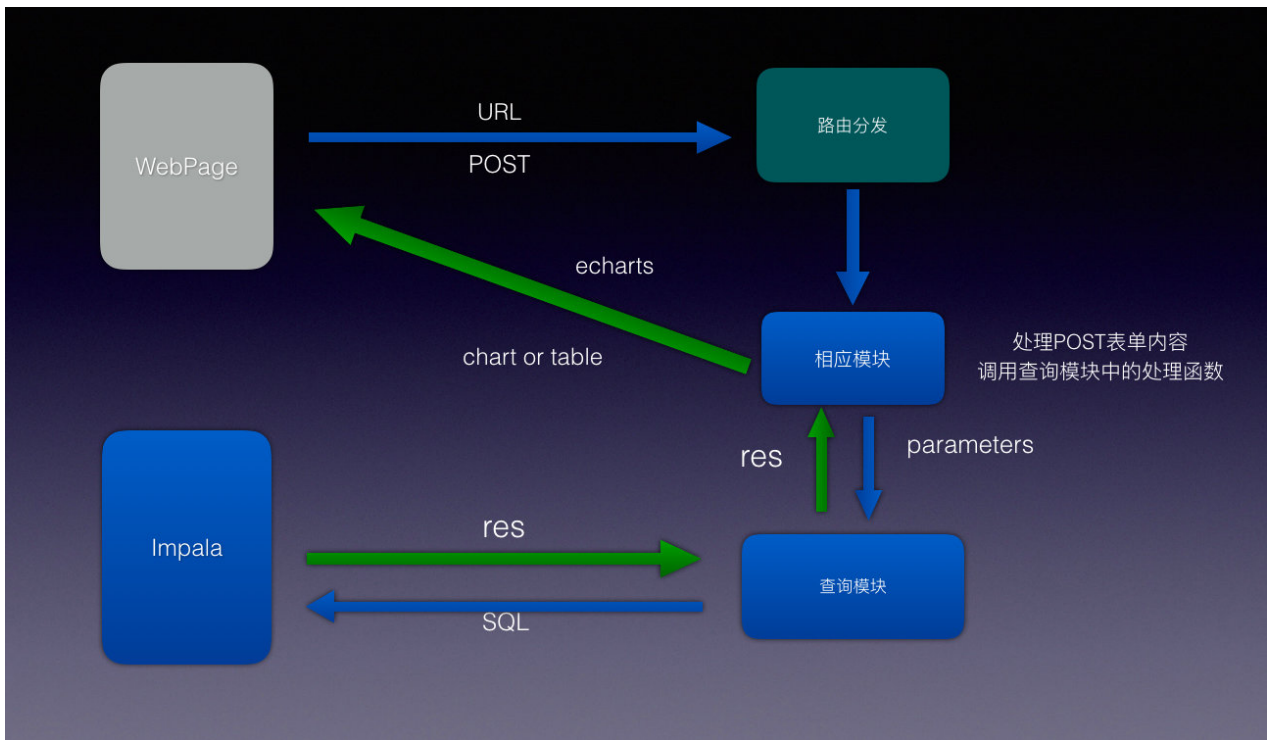 URL
路由分发
WebPage
POST
echarts
处理POST表单内容
chart or table
相应模块
调用查询模块中的处理函数
res
parameters
res
Impala
查询模块
SQL